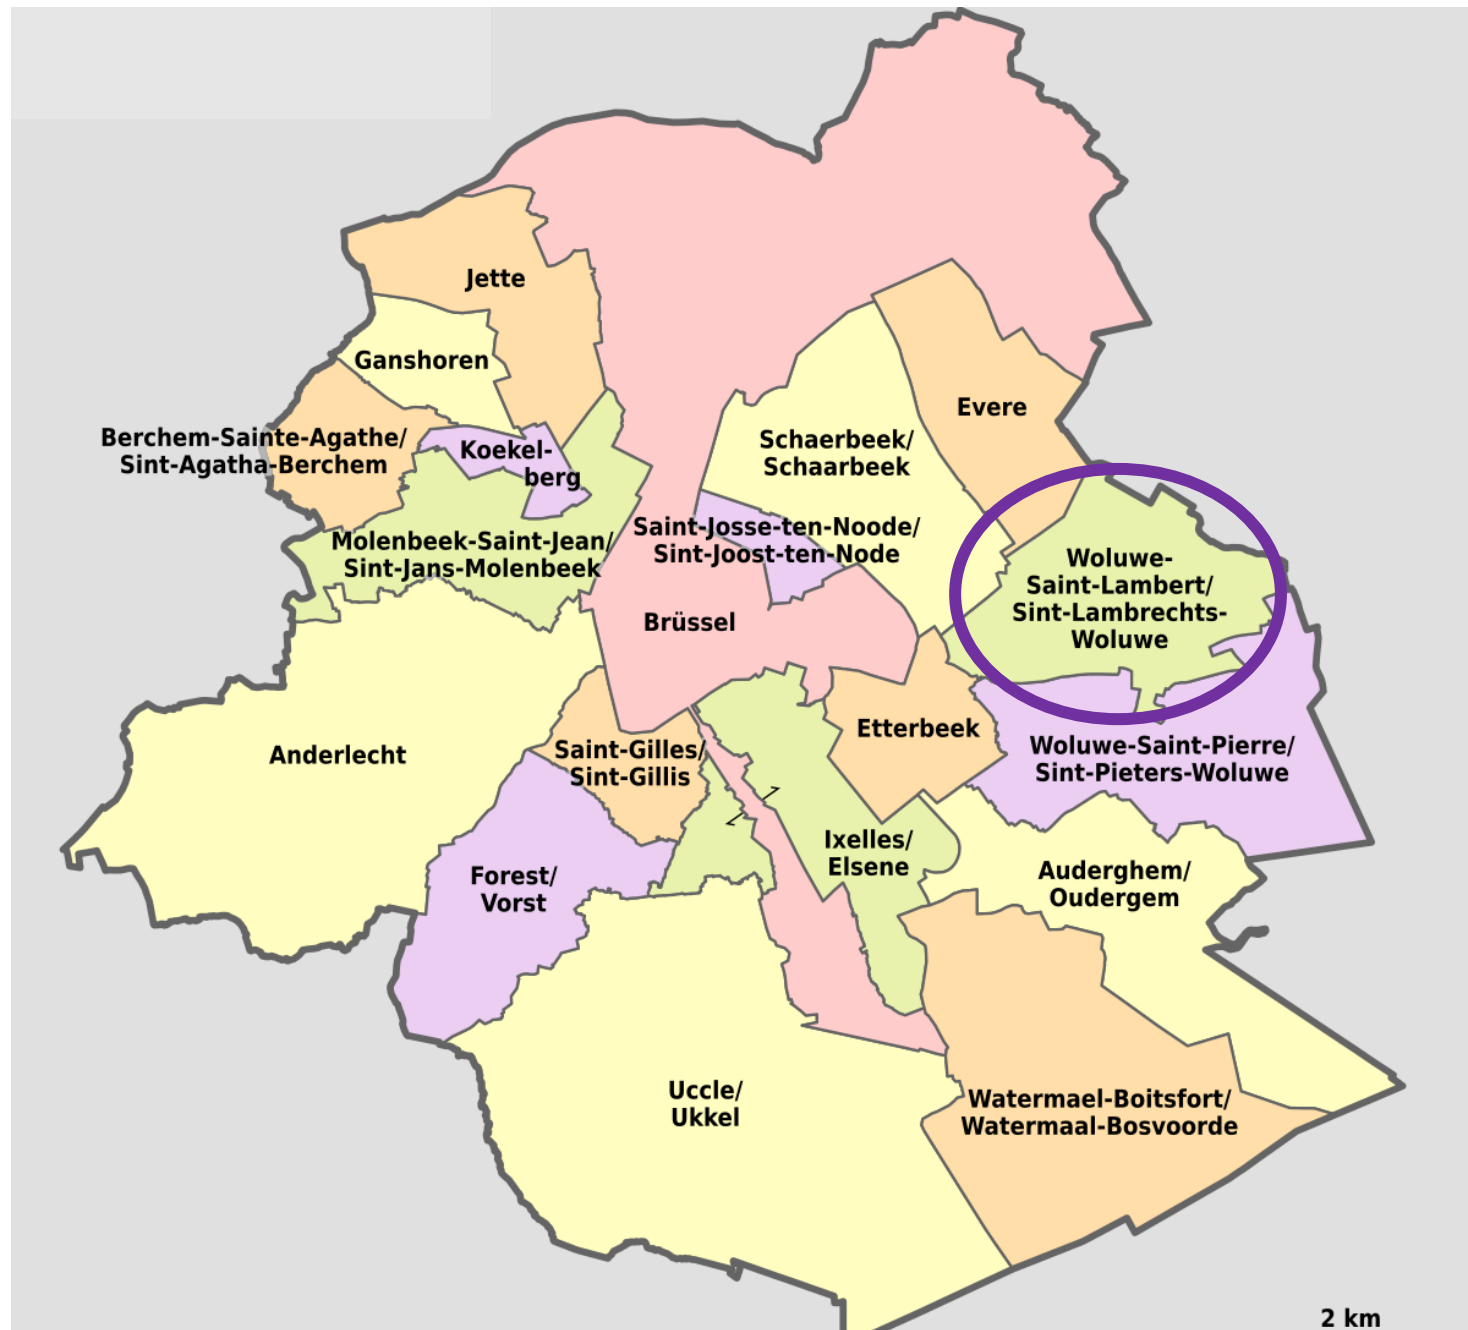 Jette
Ganshoren
Evere
Berchem-Sainte-Agathe/
Sint-Agatha-Berchem
Koekel-
berg
Schaerbeek/
Schaarbeek
Molenbeek-Saint-Jean/
Sint-Jans-Molenbeek
Saint-Josse-ten-Noode/
Sint-Joost-ten-Node
Woluwe-
Saint-Lambert/
Sint-Lambrechts-
Woluwe
Brüssel
Anderlecht
Saint-Gilles/
Sint-Gillis
Etterbeek
Woluwe-Saint-Pierre/
Sint-Pieters-Woluwe
Forest/
Vorst
Ixelles/
Elsene
Auderghem/
Oudergem
Uccle/
Ukkel
Watermael-Boitsfort/
Watermaal-Bosvoorde
2 km